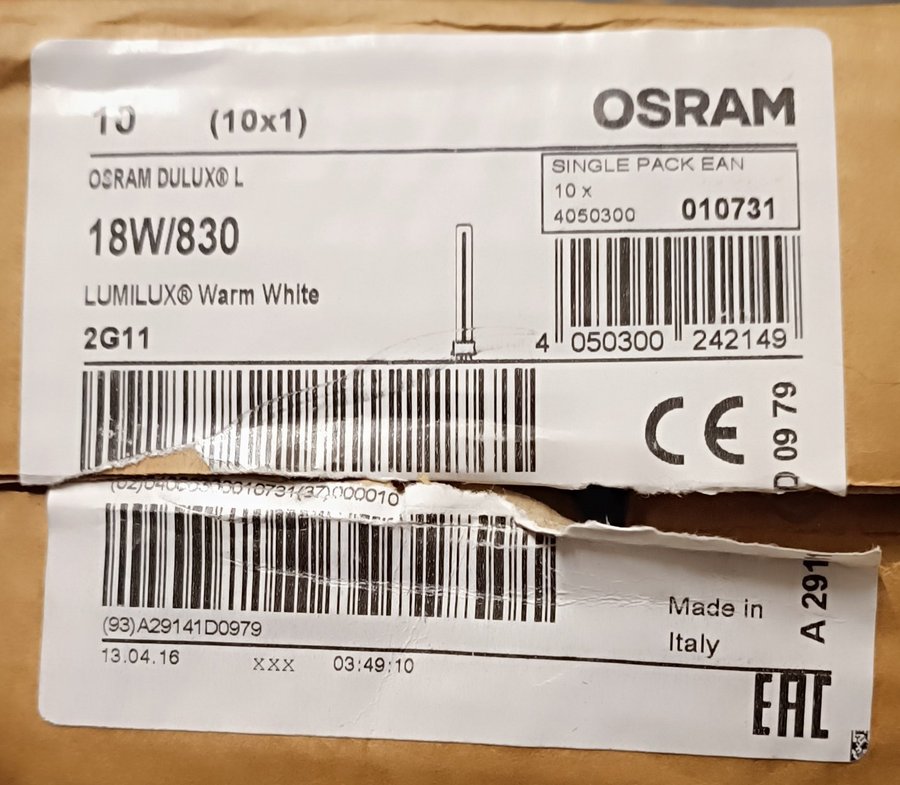 10 (10x1)
OSRAM
OSRAM DULUX® L
18W/830
LUMILUX® Warm White
2G11
SINGLE PACK EAN
10 x
4050300 010731
4 050300 242149
CE
D 09 79
(37)000010
(93)A29141D0979
13.04.16 XXX 03:49:10
Made in
Italy
A 291
EAC